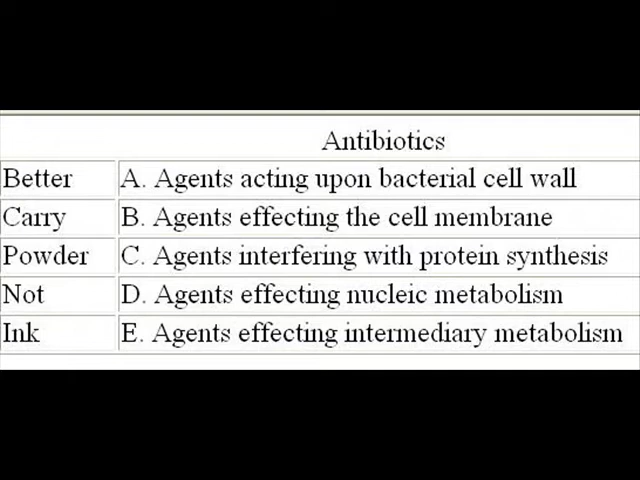 Antibiotics
Better A. Agents acting upon bacterial cell wall
Carry B. Agents effecting the cell membrane
Powder C. Agents interfering with protein synthesis
Not D. Agents effecting nucleic metabolism
Ink E. Agents effecting intermediary metabolism